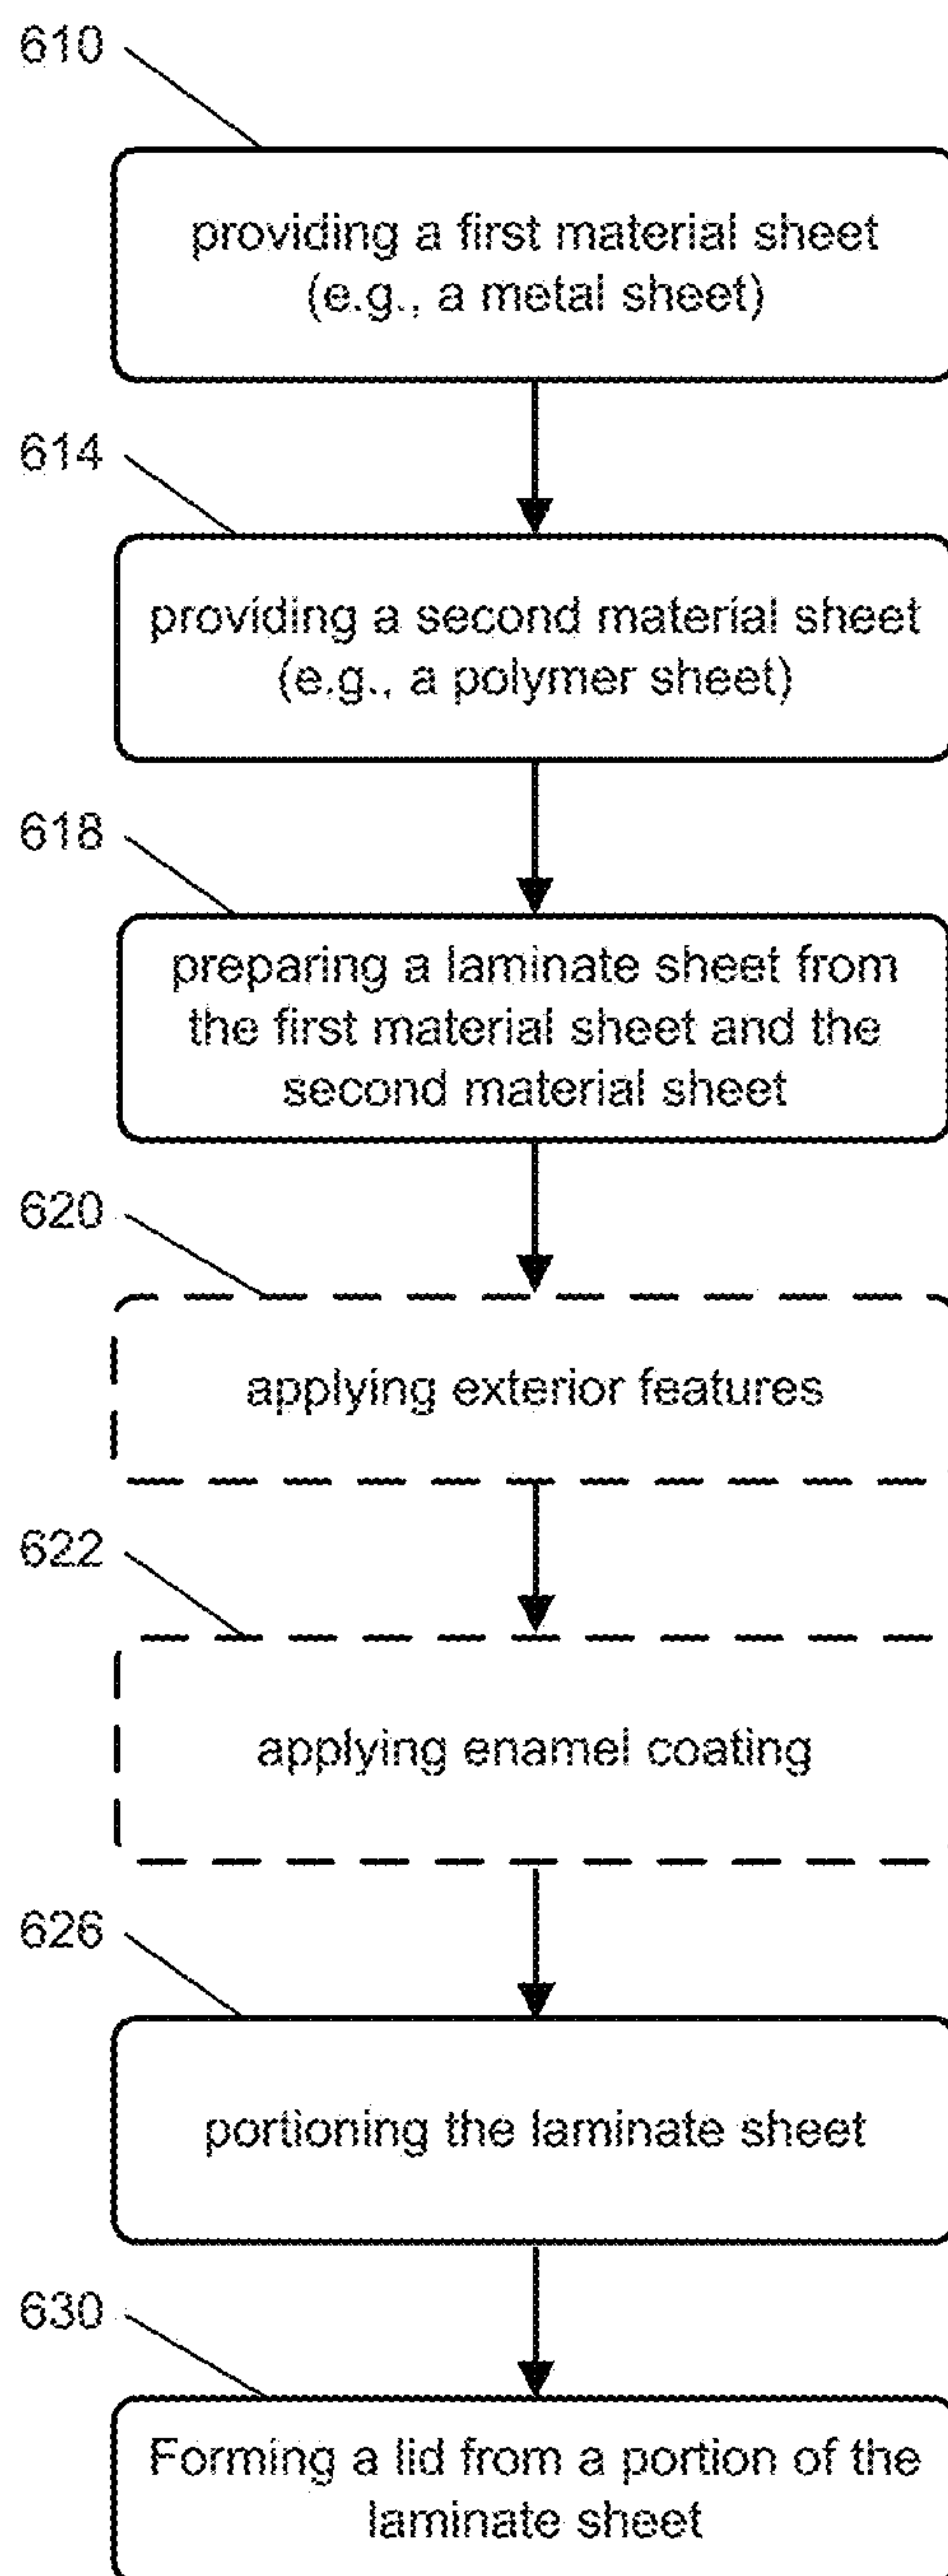 610
providing a first material sheet
(e.g., a metal sheet)
614
providing a second material sheet
(e.g., a polymer sheet)
618
preparing a laminate sheet from
the first material sheet and the
second material sheet
620
applying exterior features
622
applying enamel coating
626
portioning the laminate sheet
630
Forming a lid from a portion of the
laminate sheet